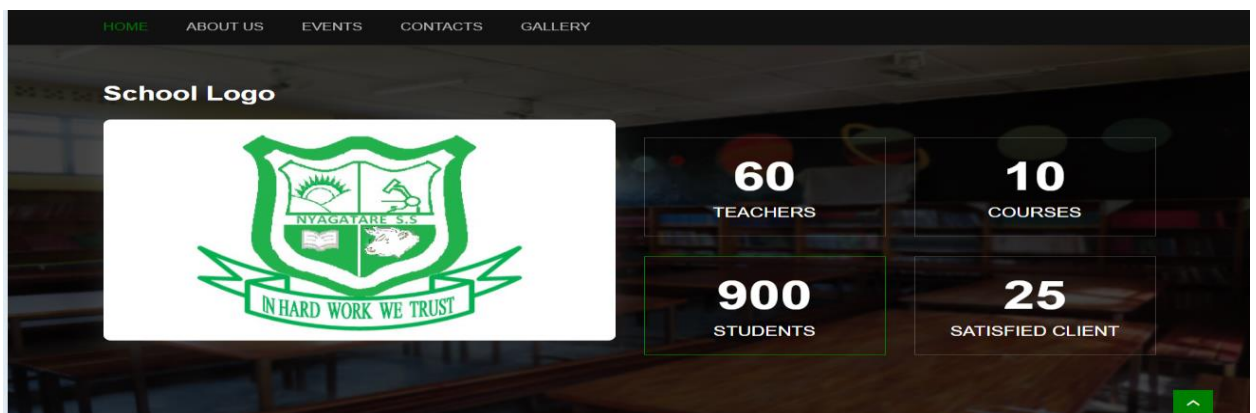 HOME ABOUT US EVENTS CONTACTS GALLERY
School Logo
NYAGATARE S.S
IN HARD WORK WE TRUST
60
TEACHERS
10
COURSES
900
STUDENTS
25
SATISFIED CLIENT